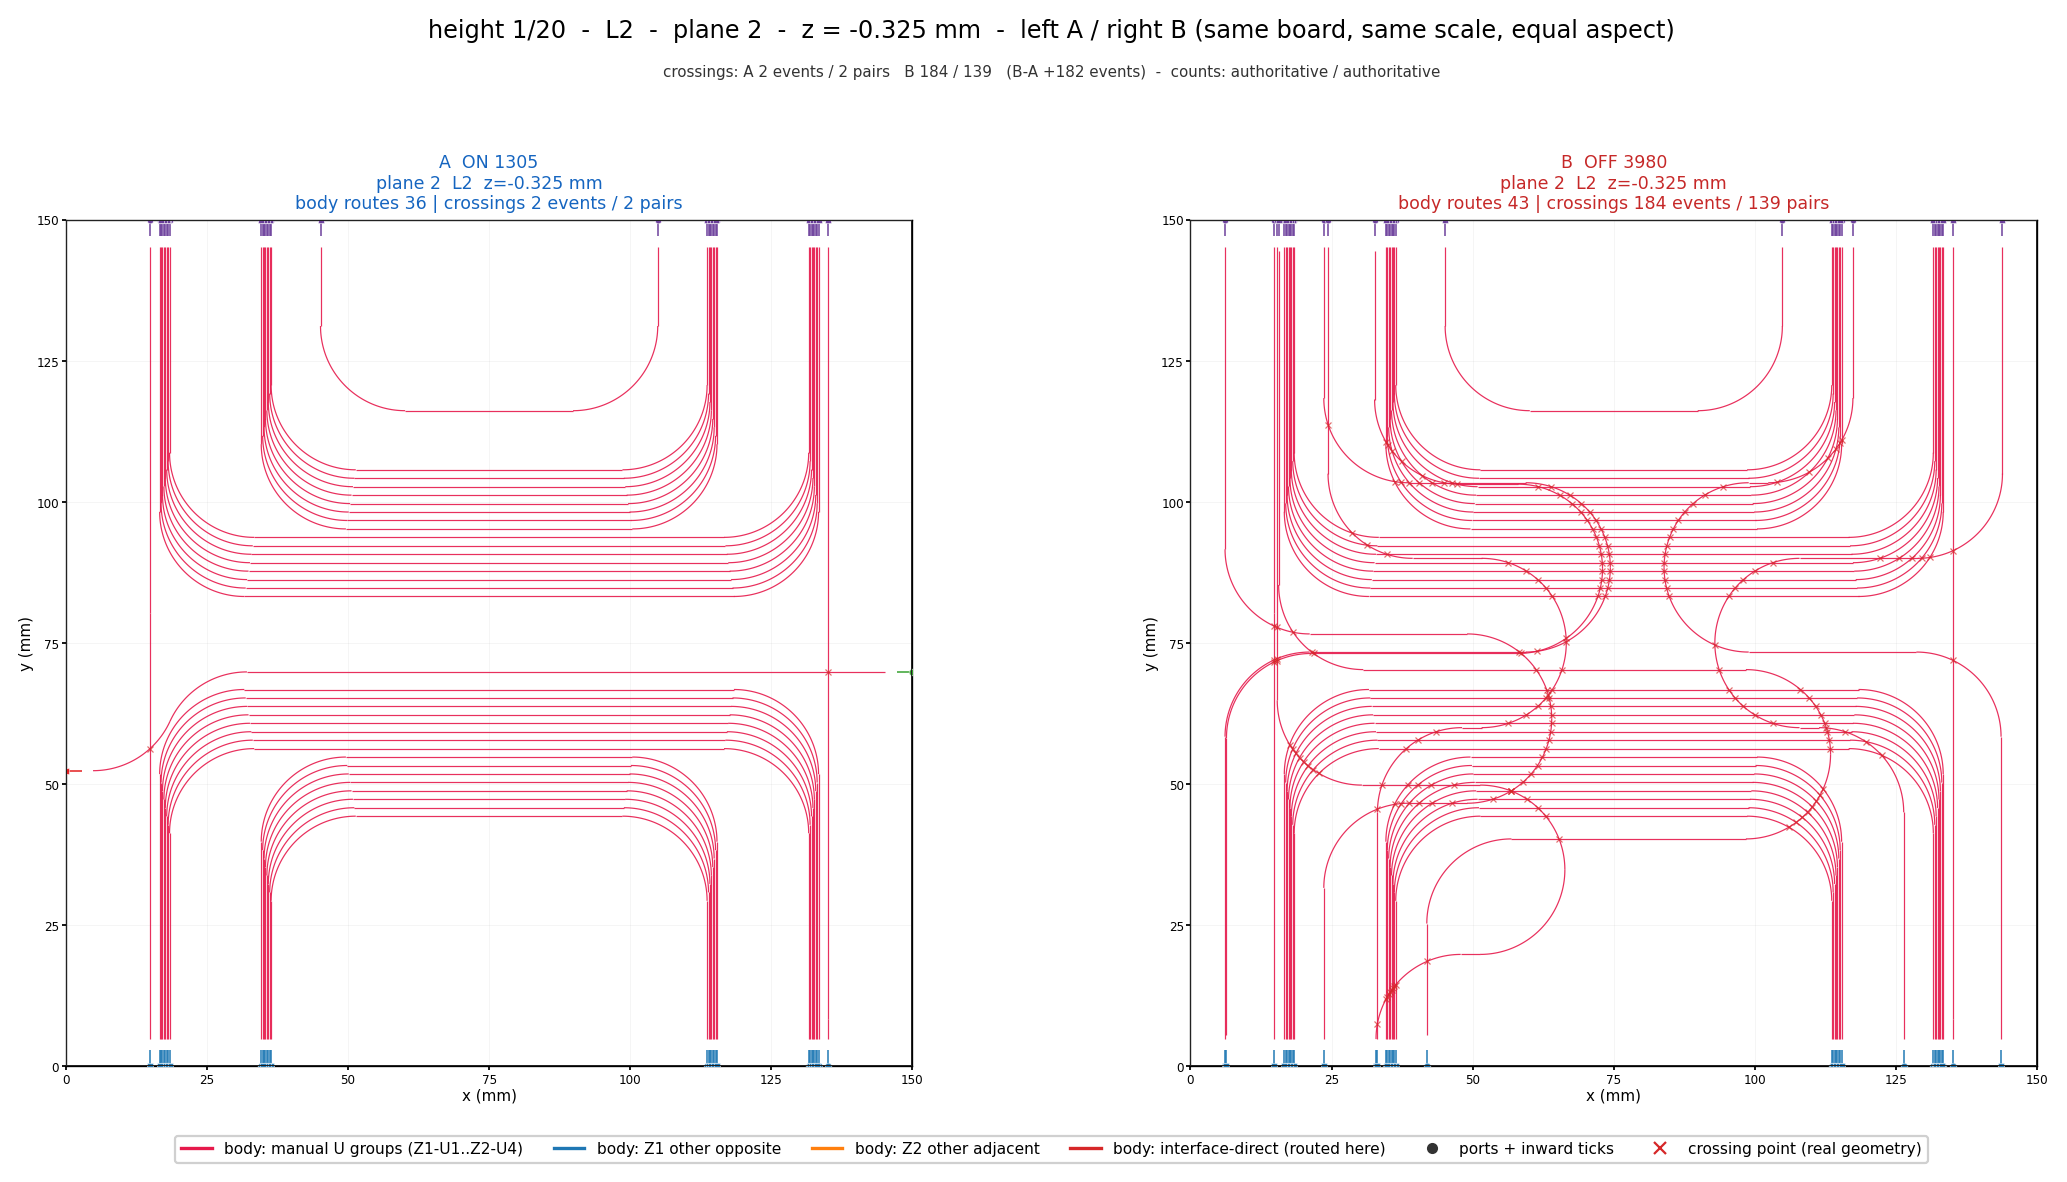 height 1/20 - L2 - plane 2 - z = -0.325 mm - left A / right B (same board, same scale, equal aspect)
crossings: A 2 events / 2 pairs B 184 / 139 (B-A +182 events) - counts: authoritative / authoritative
A ON 1305
plane 2 L2 z=-0.325 mm
body routes 36 | crossings 2 events / 2 pairs
150
125
100
75
50
25
0
y (mm)
0 25 50 75 100 125 150
x (mm)
B OFF 3980
plane 2 L2 z=-0.325 mm
body routes 43 | crossings 184 events / 139 pairs
150
125
100
75
50
25
0
y (mm)
0 25 50 75 100 125 150
x (mm)
body: manual U groups (Z1-U1..Z2-U4) body: Z1 other opposite body: Z2 other adjacent body: interface-direct (routed here) ports + inward ticks crossing point (real geometry)